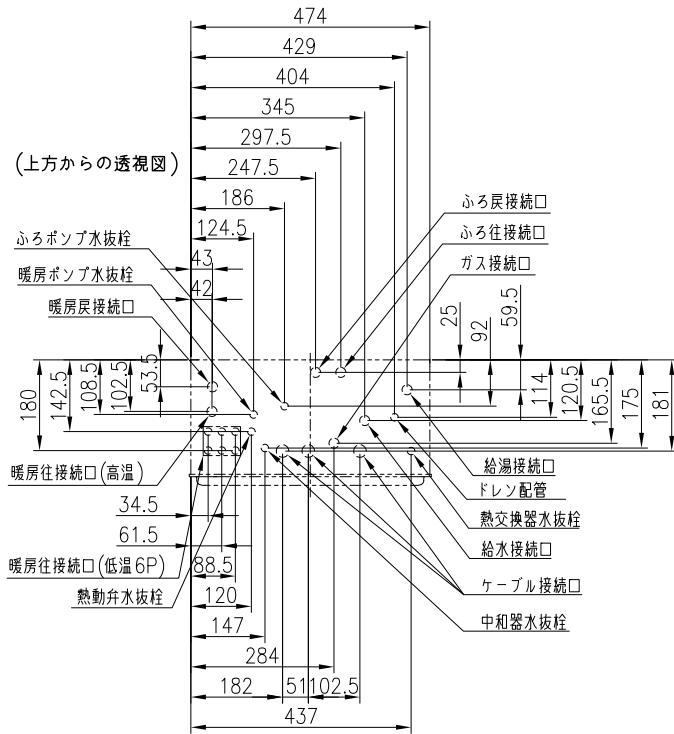 474
429
404
345
297.5
(上方からの透視図)
247.5
186
ふろ戻接続口
124.5
ふろポンプ水抜栓
ふろ往接続口
43
暖房ポンプ水抜栓
ガス接続口
42
暖房戻接続口
25
92
59.5
180
142.5
108.5
102.5
53.5
114
120.5
165.5
175
181
暖房往接続口(高温)
給湯接続口
ドレン配管
34.5
熱交換器水抜栓
61.5
給水接続口
暖房往接続口(低温6P)
88.5
ケーブル接続口
熱動弁水抜栓
120
147
中和器水抜栓
284
182
51
102.5
437